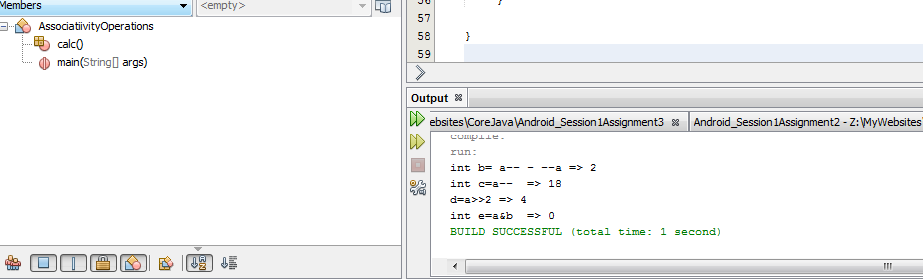 Members
<empty>
AssociatiivityOperations
calc()
main(String[] args)
56
57
58
59
}
}
Output
ebsites\CoreJava\Android_Session1Assignment3
Android_Session1Assignment2 - Z:\MyWebsites
compile:
run:
int b= a-- - --a => 2
int c=a--  => 18
d=a>>2 => 4
int e=a&b  => 0
BUILD SUCCESSFUL (total time: 1 second)